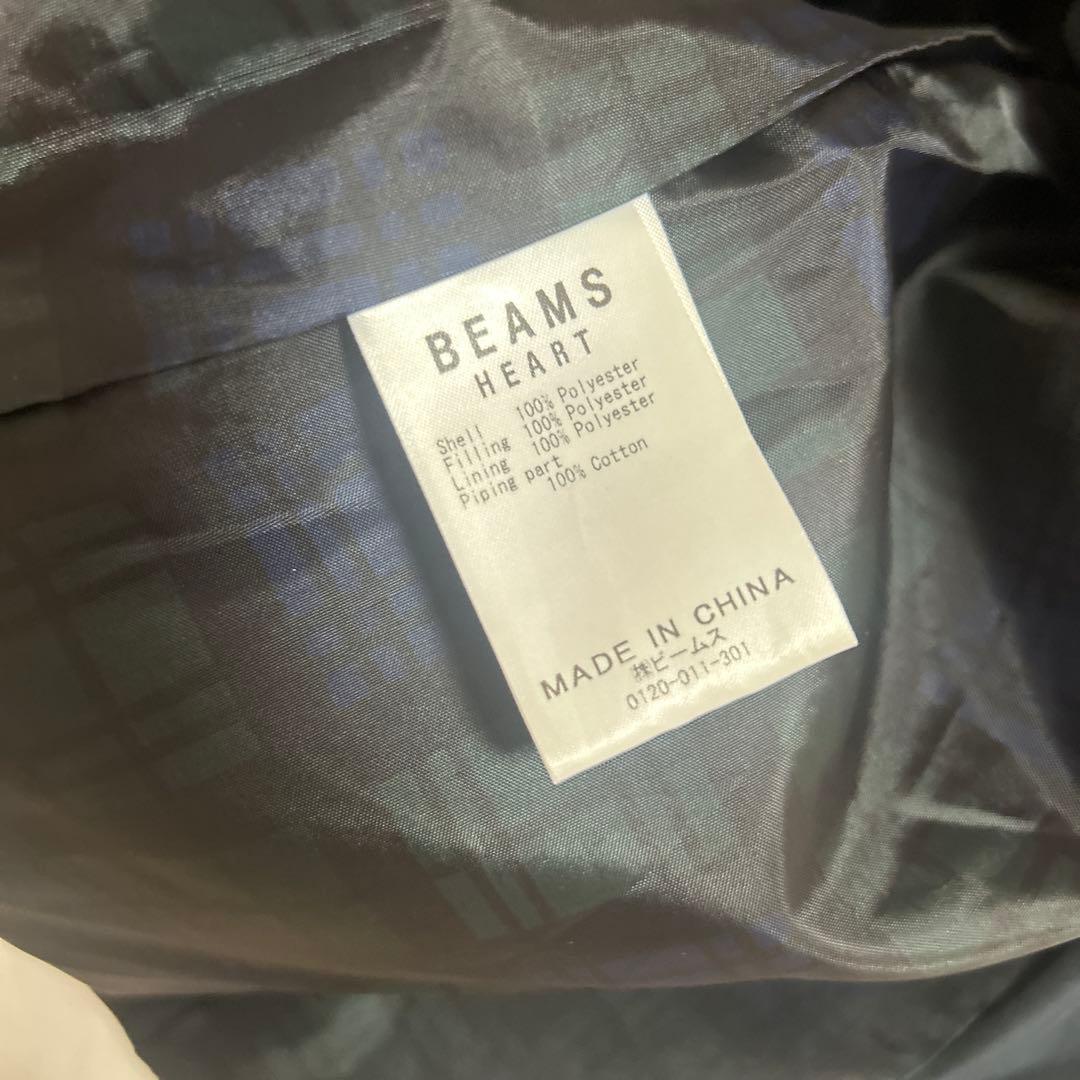 BEAMS
HEART
Shell 100% Polyester
Filling 100% Polyester
Lining 100% Polyester
Piping part
100% Cotton
MADE IN CHINA
㈱ビームス
0120-011-301